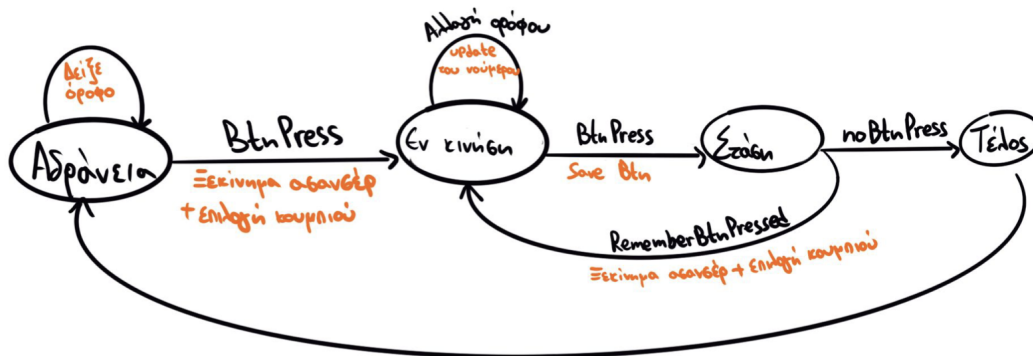 Αλλαγή ορόφου
update
του νούμερου
Δείξε
όροφο
Αδράνεια
BtnPress
Ξεκίνημα ασανσέρ
+ επιλογή κουμπιού
Εν κινήση
BtnPress
Save Btn
Στάση
noBtnPress
Τέλος
RememberBtnPressed
Ξεκίνημα ασανσέρ + επιλογή κουμπιού